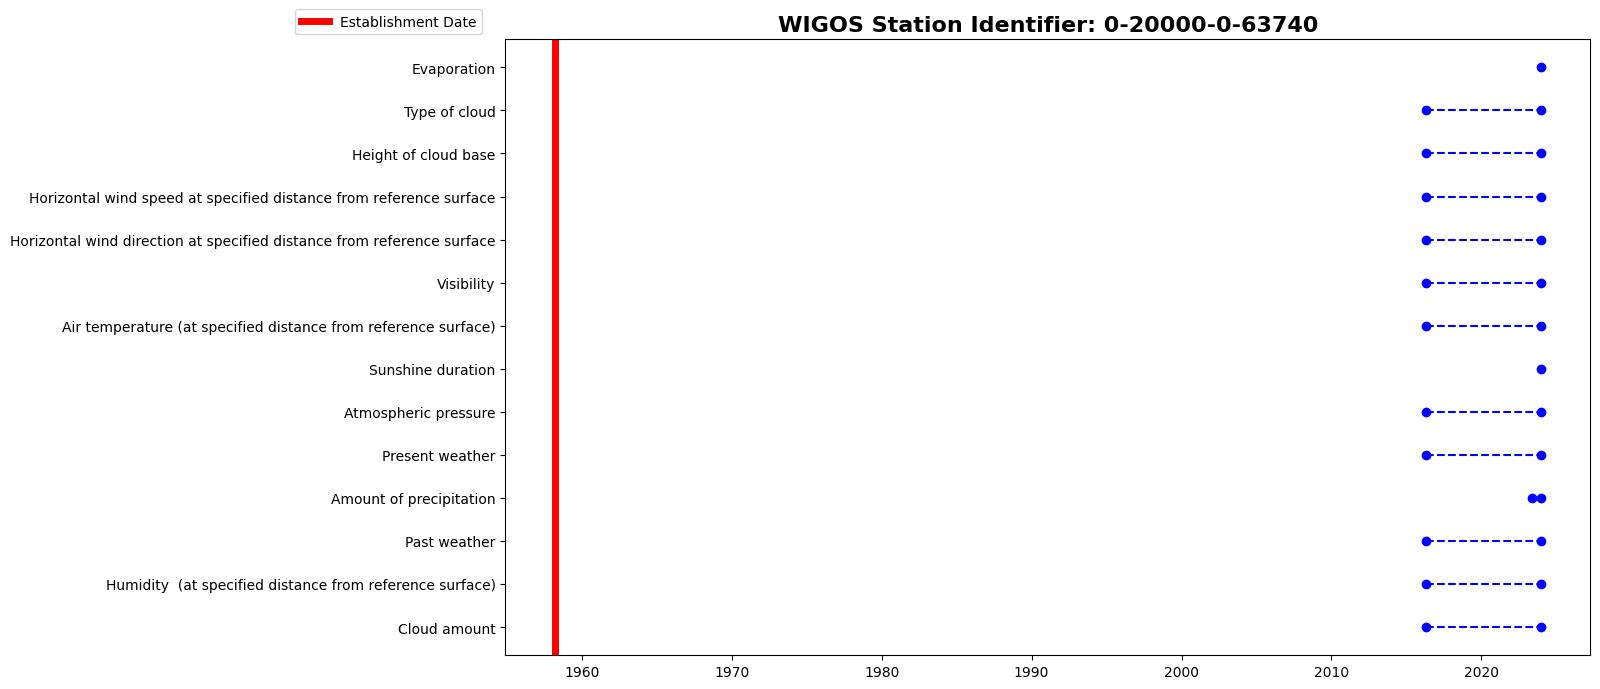 Establishment Date
WIGOS Station Identifier: 0-20000-0-63740
Evaporation
Type of cloud
Height of cloud base
Horizontal wind speed at specified distance from reference surface
Horizontal wind direction at specified distance from reference surface
Visibility
Air temperature (at specified distance from reference surface)
Sunshine duration
Atmospheric pressure
Present weather
Amount of precipitation
Past weather
Humidity  (at specified distance from reference surface)
Cloud amount
1960 1970 1980 1990 2000 2010 2020